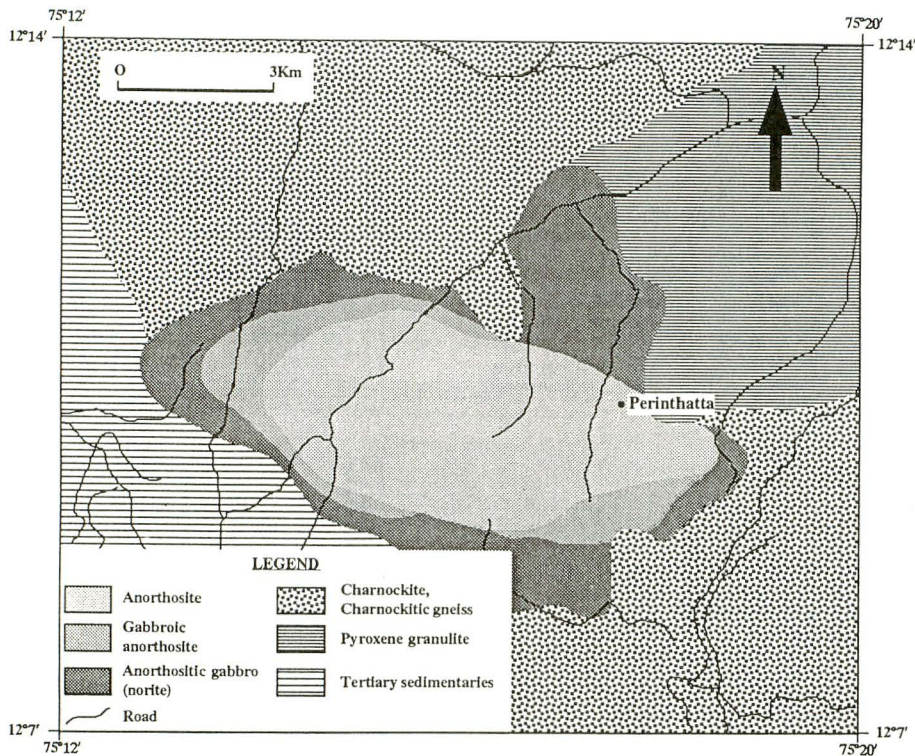 75°12′
75°20′
12°14′
12°14′
O 3Km
N
Perinthatta
LEGEND
Anorthosite
Gabbroic
anorthosite
Anorthositic gabbro
(norite)
Road
Charnockite,
Charnockitic gneiss
Pyroxene granulite
Tertiary sedimentaries
12°7′
12°7′
75°12′
75°20′